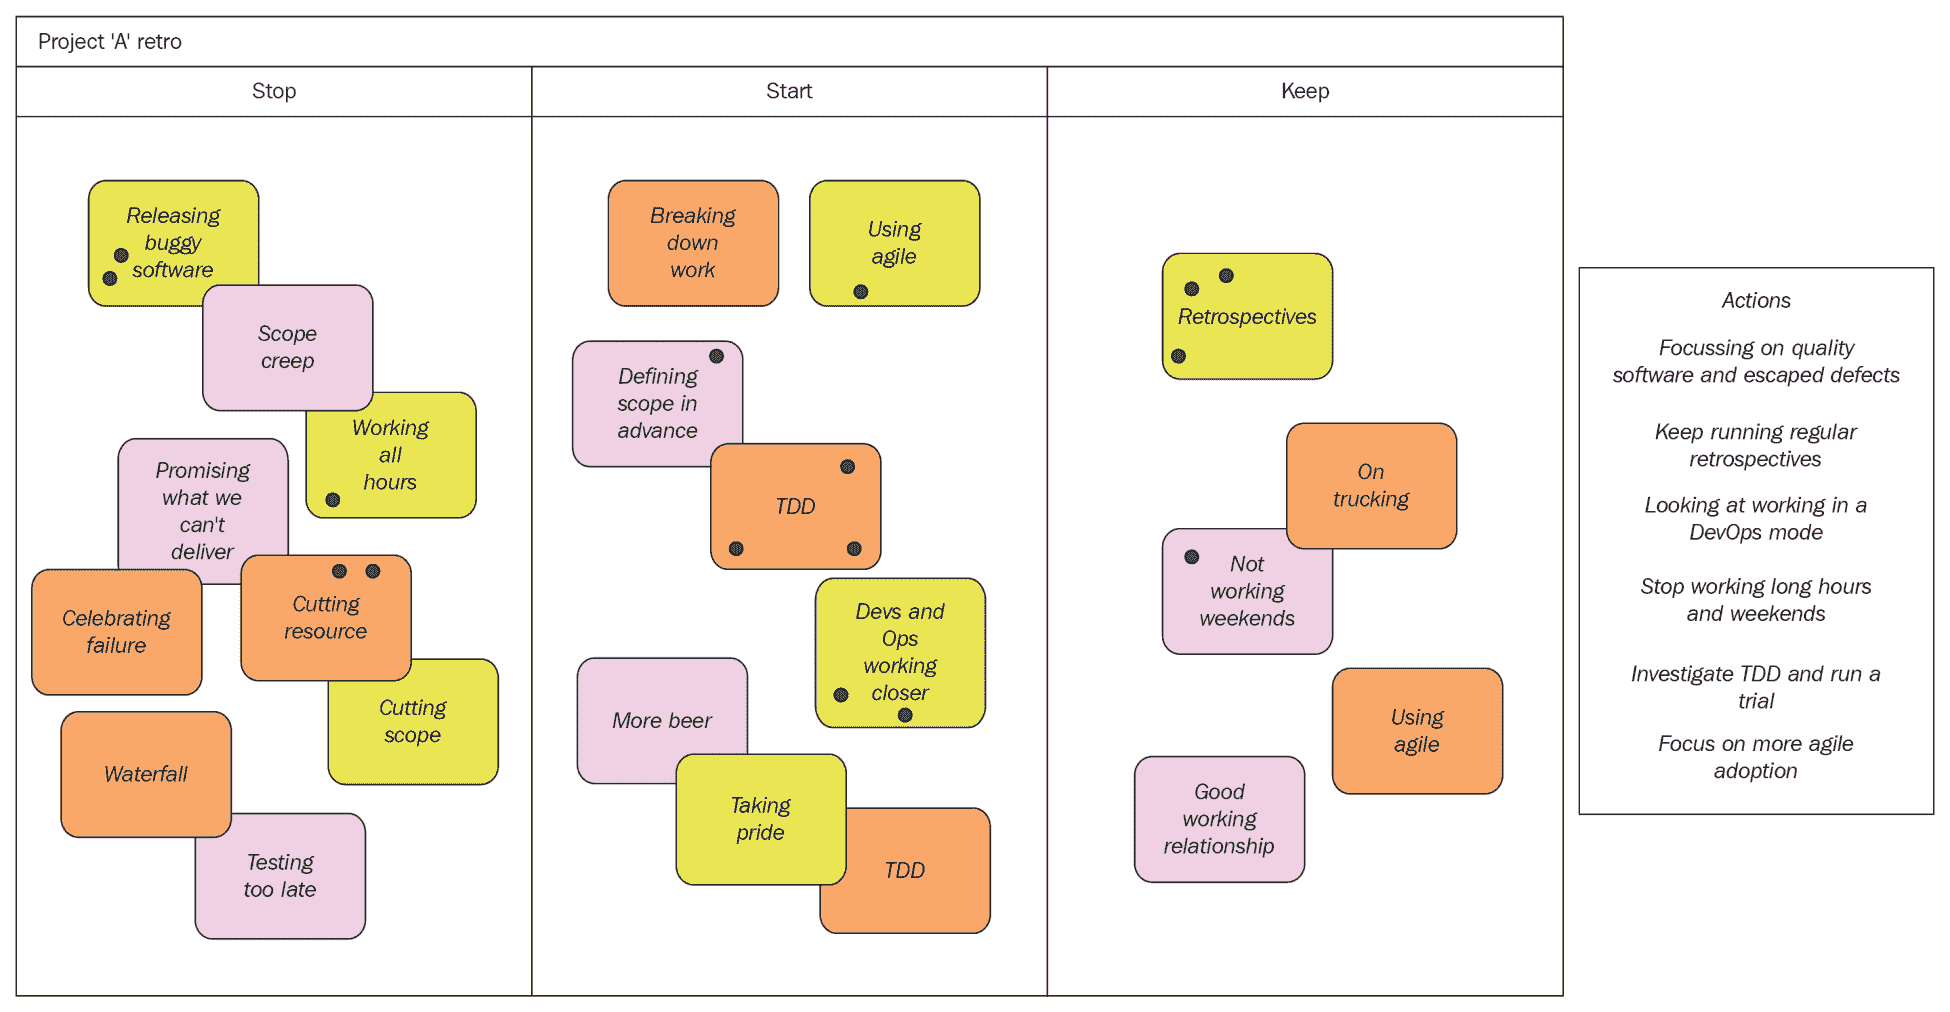 Project 'A' retro
Stop
Start
Keep
Releasing
buggy
software
Scope
creep
Working
all
hours
Promising
what we
can't
deliver
Celebrating
failure
Cutting
resource
Cutting
scope
Waterfall
Testing
too late
Breaking
down
work
Using
agile
Defining
scope in
advance
TDD
Devs and
Ops
working
closer
More beer
Taking
pride
TDD
Retrospectives
On
trucking
Not
working
weekends
Using
agile
Good
working
relationship
Actions
Focussing on quality
software and escaped defects
Keep running regular
retrospectives
Looking at working in a
DevOps mode
Stop working long hours
and weekends
Investigate TDD and run a
trial
Focus on more agile
adoption